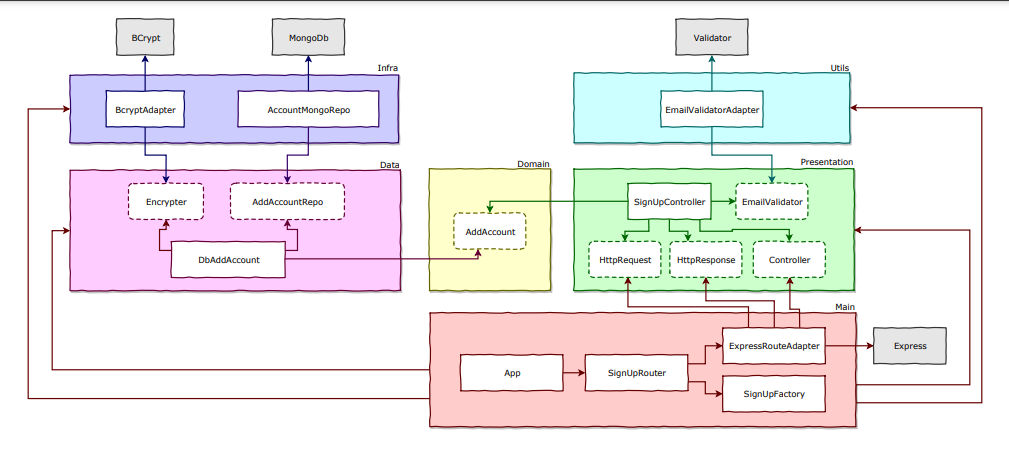 BCrypt
MongoDb
Validator
Infra
Utils
BcryptAdapter
AccountMongoRepo
EmailValidatorAdapter
Data
Domain
Presentation
Encrypter
AddAccountRepo
SignUpController
EmailValidator
AddAccount
DbAddAccount
HttpRequest
HttpResponse
Controller
Main
ExpressRouteAdapter
Express
App
SignUpRouter
SignUpFactory